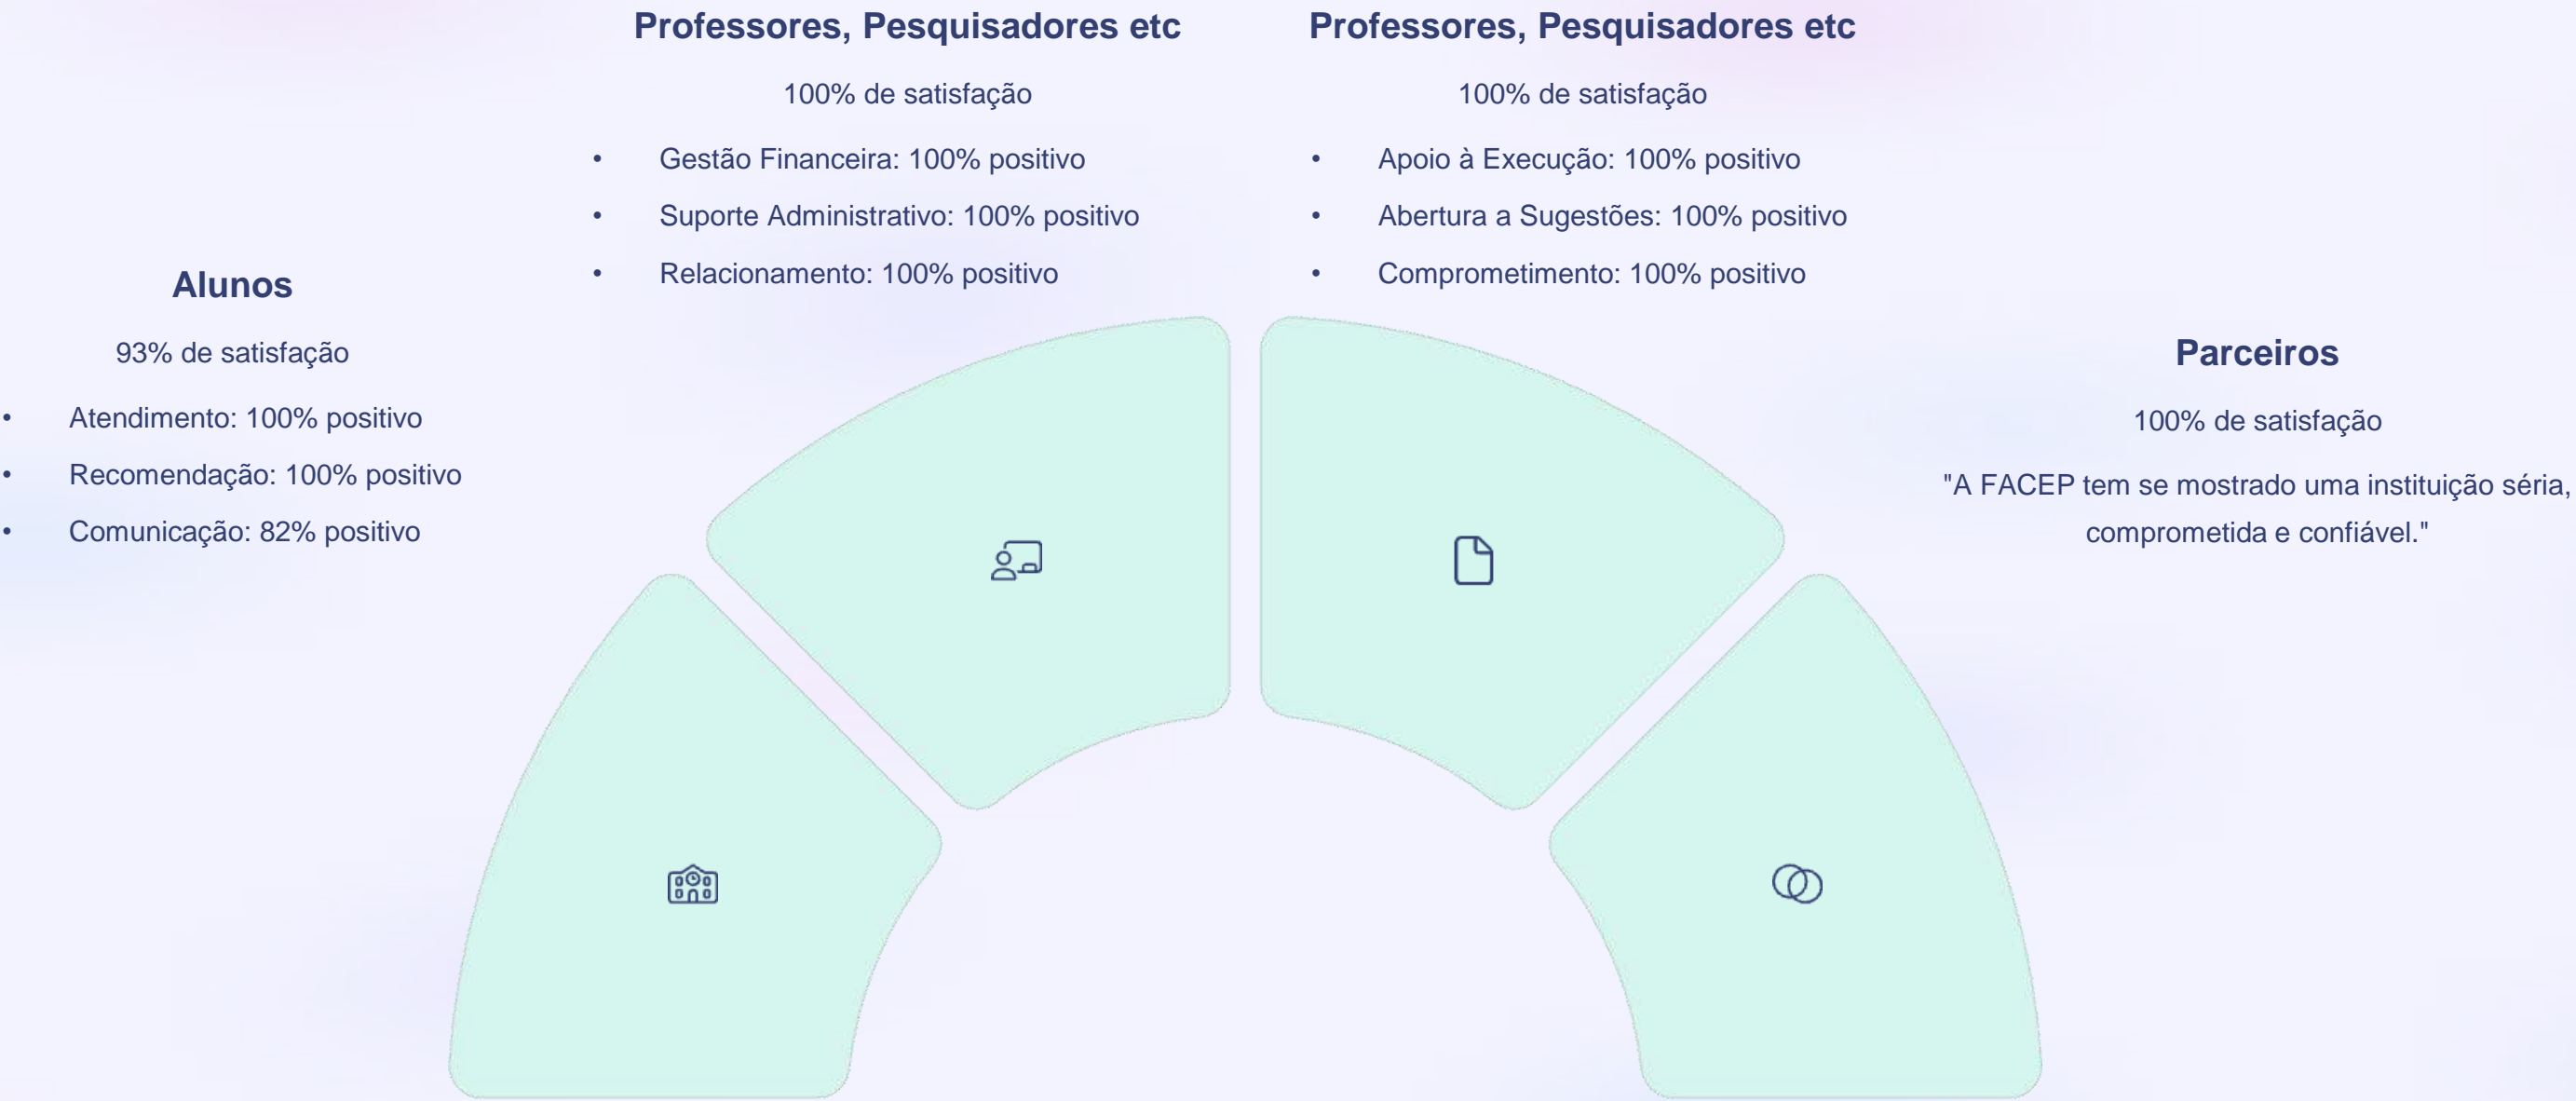 Professores, Pesquisadores etc
100% de satisfação
• Gestão Financeira: 100% positivo
• Suporte Administrativo: 100% positivo
• Relacionamento: 100% positivo
Professores, Pesquisadores etc
100% de satisfação
• Apoio à Execução: 100% positivo
• Abertura a Sugestões: 100% positivo
• Comprometimento: 100% positivo
Alunos
93% de satisfação
• Atendimento: 100% positivo
• Recomendação: 100% positivo
• Comunicação: 82% positivo
Parceiros
100% de satisfação
"A FACEP tem se mostrado uma instituição séria,
comprometida e confiável."